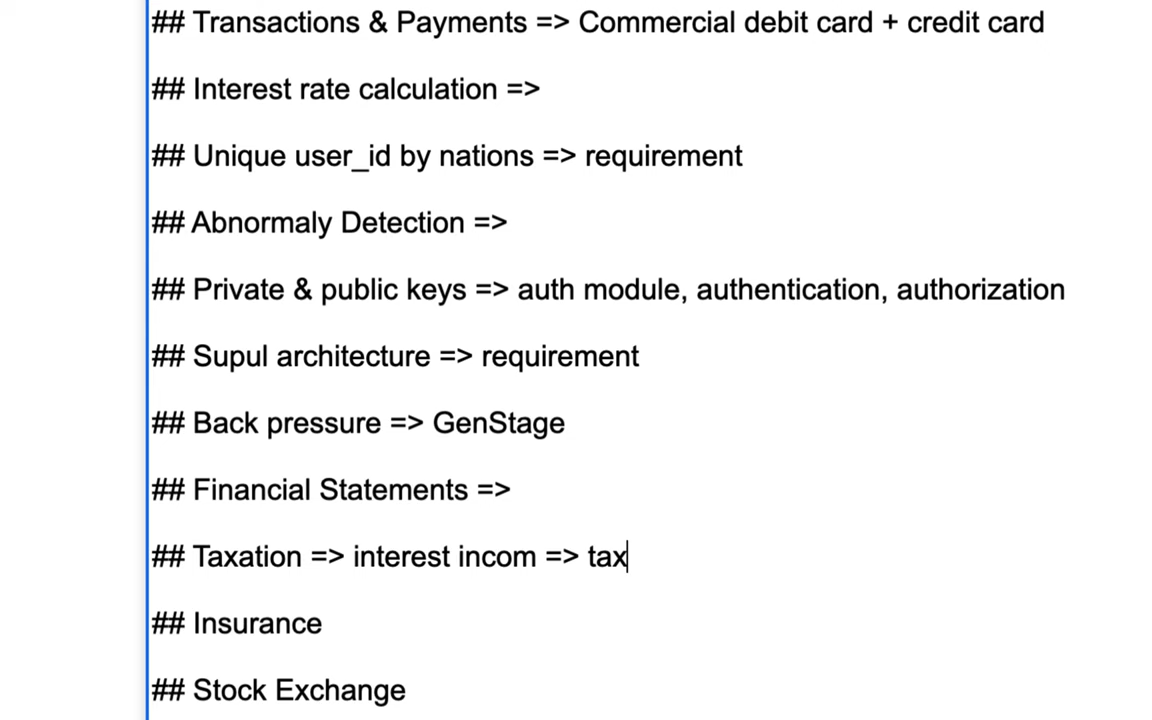 ## Transactions & Payments => Commercial debit card + credit card
## Interest rate calculation =>
## Unique user_id by nations => requirement
## Abnormaly Detection =>
## Private & public keys => auth module, authentication, authorization
## Supul architecture => requirement
## Back pressure => GenStage
## Financial Statements =>
## Taxation => interest incom => tax
## Insurance
## Stock Exchange